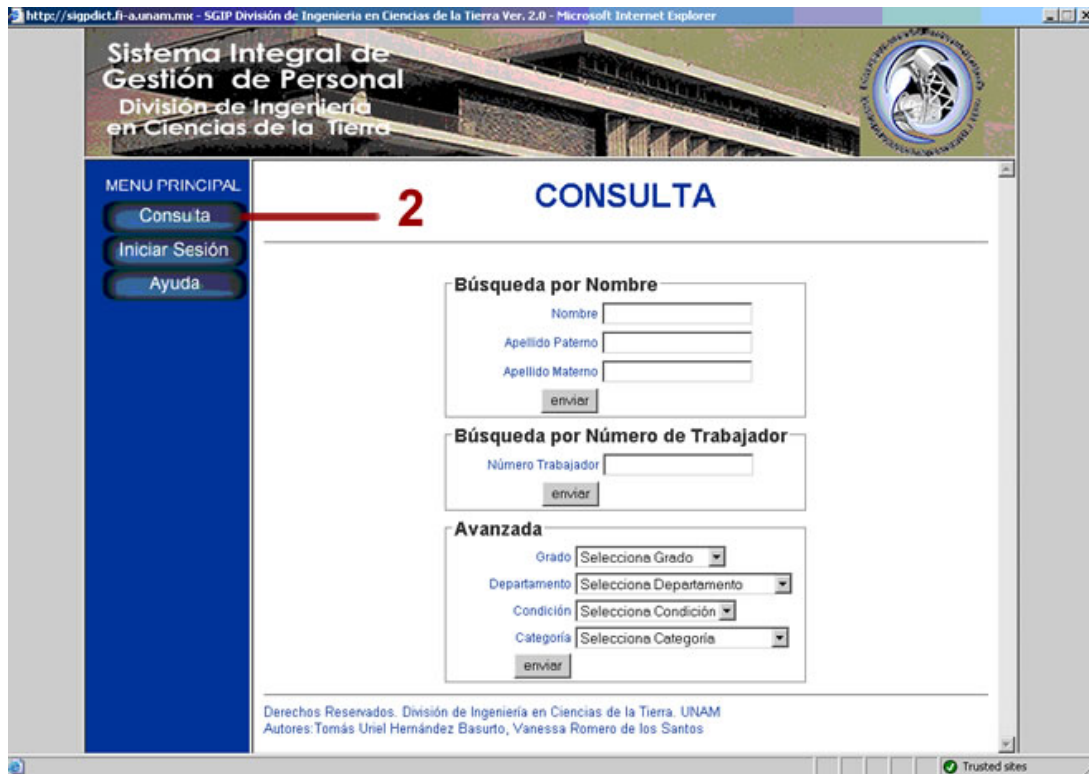 http://sigpdict.fi-a.unam.mx - SGIP División de Ingeniería en Ciencias de la Tierra Ver. 2.0 - Microsoft Internet Explorer
Sistema Integral de
Gestión de Personal
División de Ingeniería
en Ciencias de la Tierra
MENU PRINCIPAL
Consulta
Iniciar Sesión
Ayuda
2
CONSULTA
Búsqueda por Nombre
Nombre
Apellido Paterno
Apellido Materno
enviar
Búsqueda por Número de Trabajador
Número Trabajador
enviar
Avanzada
Grado Selecciona Grado
Departamento Selecciona Departamento
Condición Selecciona Condición
Categoría Selecciona Categoría
enviar
Derechos Reservados. División de Ingeniería en Ciencias de la Tierra. UNAM
Autores:Tomás Uriel Hernández Basurto, Vanessa Romero de los Santos
Trusted sites